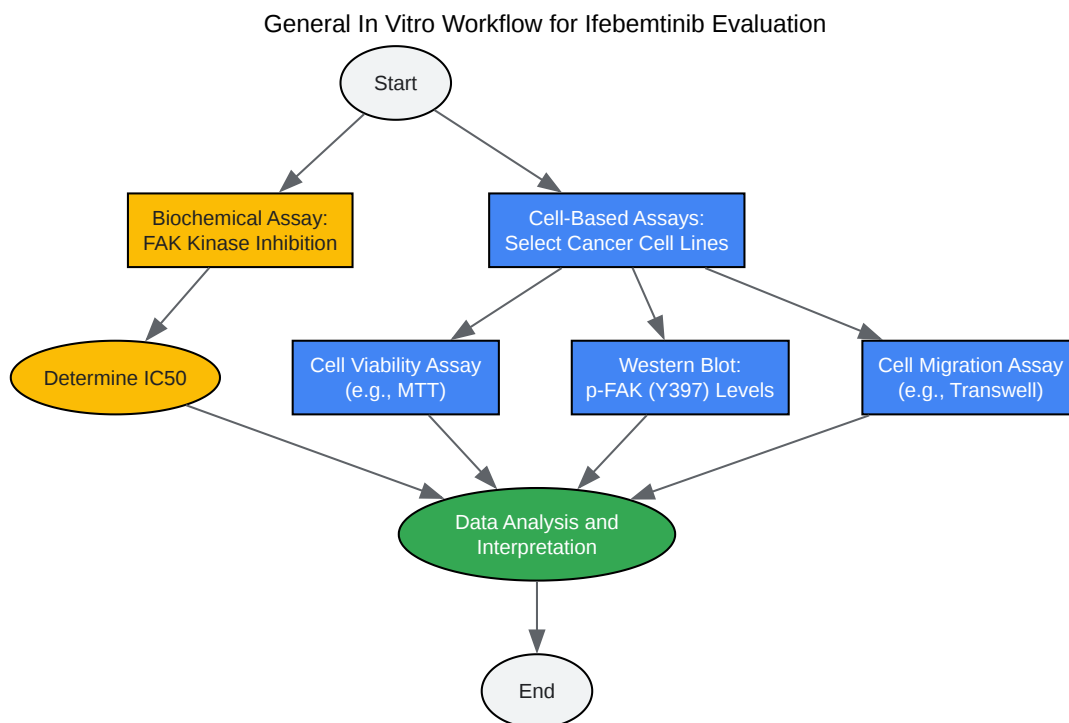 General In Vitro Workflow for Ifebemtinib Evaluation
Start
Biochemical Assay:
FAK Kinase Inhibition
Cell-Based Assays:
Select Cancer Cell Lines
Determine IC50
Cell Viability Assay
(e.g., MTT)
Western Blot:
p-FAK (Y397) Levels
Cell Migration Assay
(e.g., Transwell)
Data Analysis and
Interpretation
End